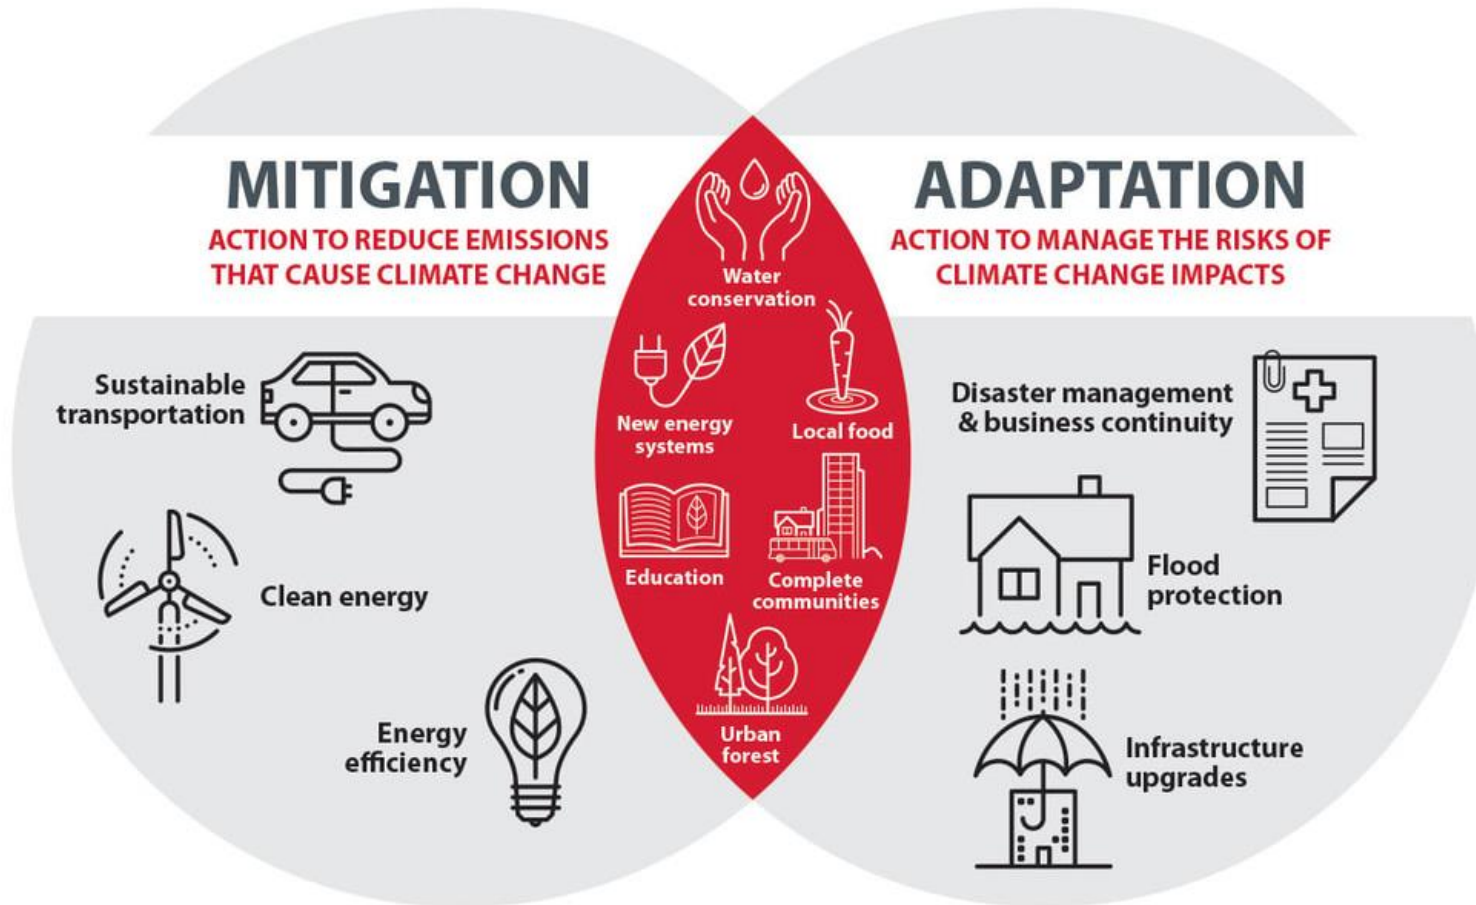 MITIGATION
ACTION TO REDUCE EMISSIONS
THAT CAUSE CLIMATE CHANGE
Sustainable
transportation
Clean energy
Energy
efficiency
Water
conservation
New energy
systems
Local food
Education
Complete
communities
Urban
forest
ADAPTATION
ACTION TO MANAGE THE RISKS OF
CLIMATE CHANGE IMPACTS
Disaster management
& business continuity
Flood
protection
Infrastructure
upgrades